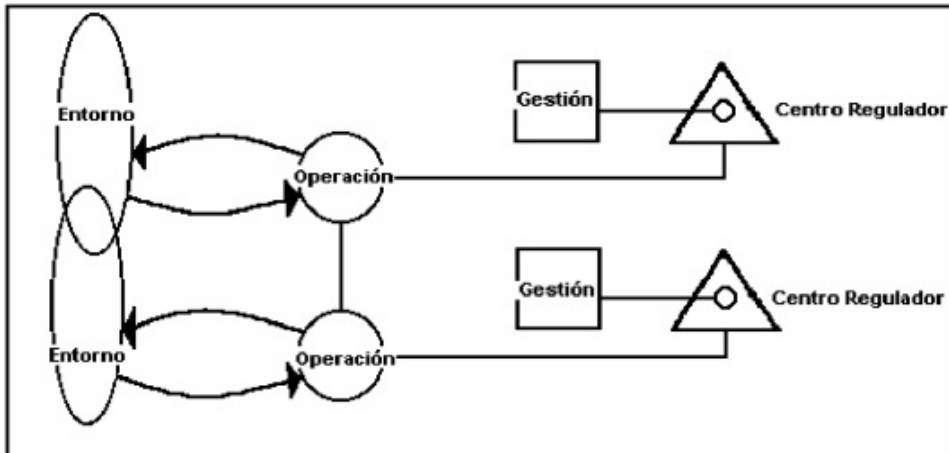 Entorno
Operación
Gestión
Centro Regulador
Entorno
Operación
Gestión
Centro Regulador